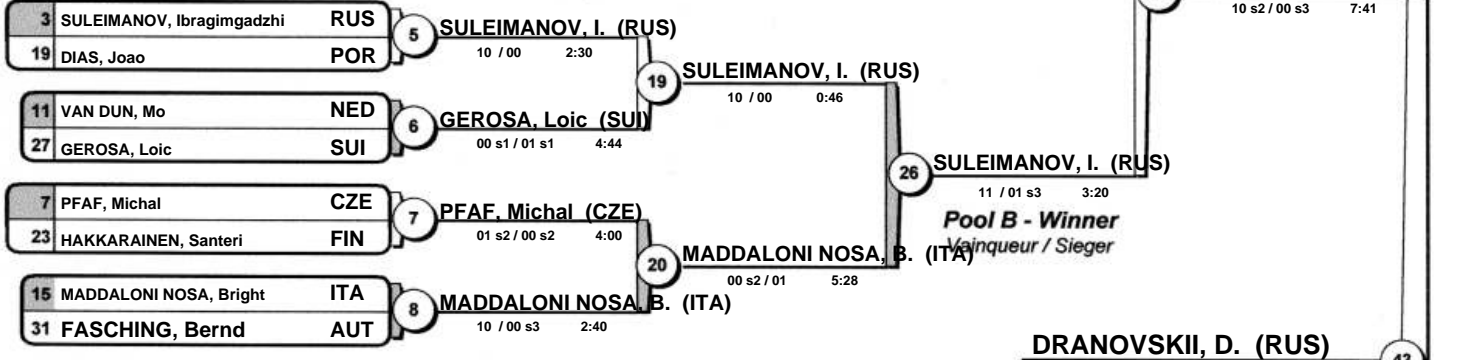 10 s2 / 00 s3 7:41
3 SULEIMANOV, Ibragimgadzhi RUS
19 DIAS, Joao POR
5 SULEIMANOV, I. (RUS)
10 / 00 2:30
19 SULEIMANOV, I. (RUS)
10 / 00 0:46
11 VAN DUN, Mo NED
27 GEROSA, Loic SUI
6 GEROSA, Loic (SUI)
00 s1 / 01 s1 4:44
26 SULEIMANOV, I. (RUS)
11 / 01 s3 3:20
Pool B - Winner
Vainqueur / Sieger
7 PFAF, Michal CZE
23 HAKKARAINEN, Santeri FIN
7 PFAF, Michal (CZE)
01 s2 / 00 s2 4:00
20 MADDALONI NOSA, B. (ITA)
00 s2 / 01 5:28
15 MADDALONI NOSA, Bright ITA
31 FASCHING, Bernd AUT
8 MADDALONI NOSA, B. (ITA)
10 / 00 s3 2:40
DRANOVSKII, D. (RUS)